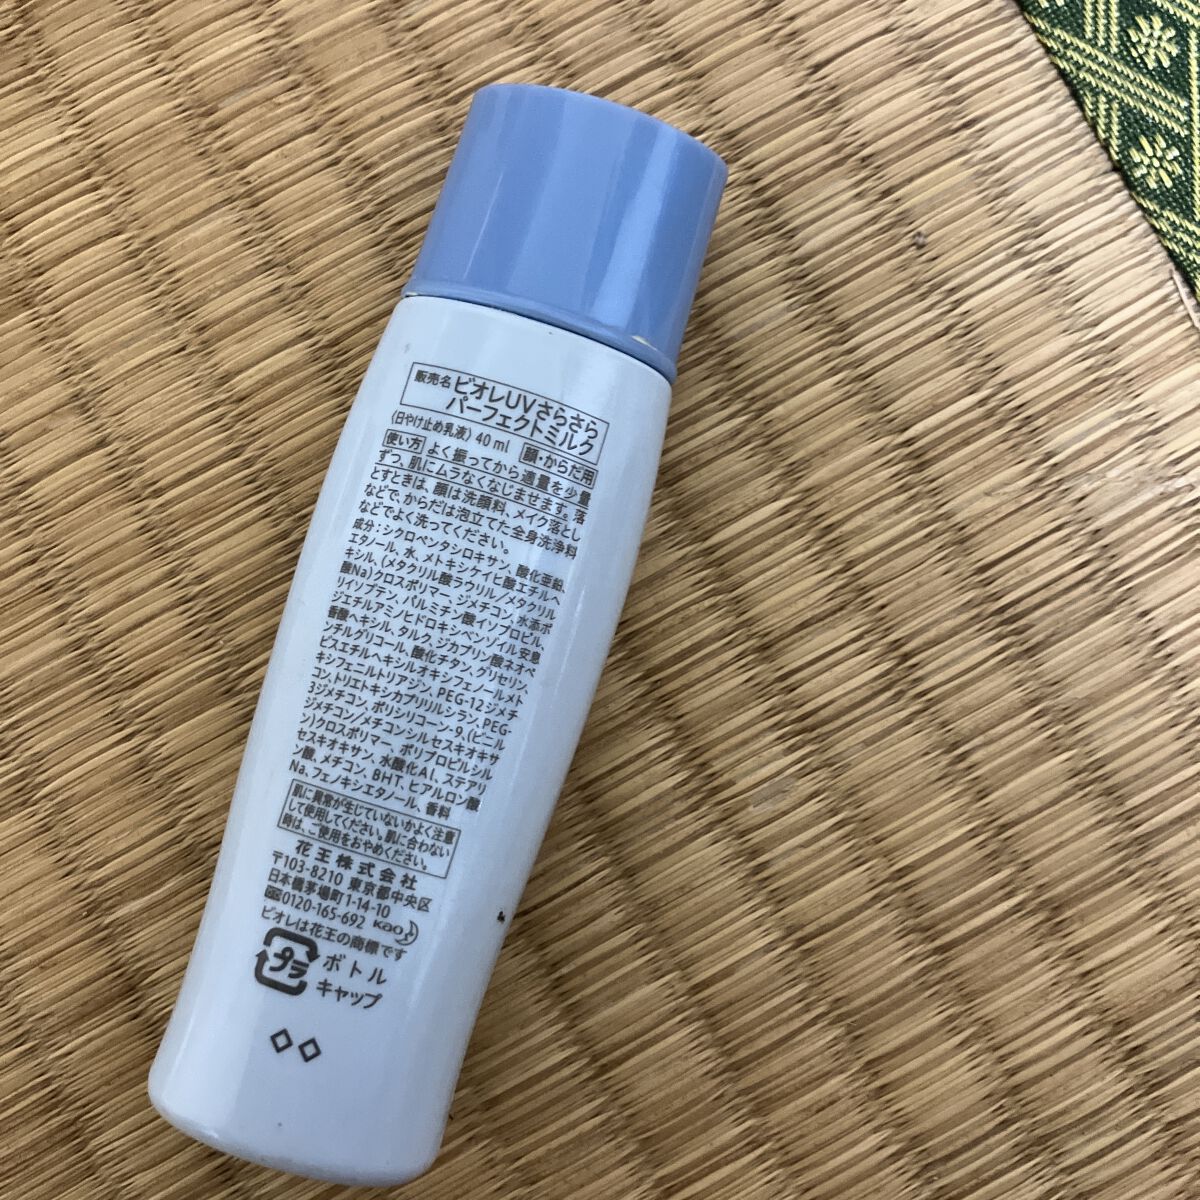 販売名 ビオレUVさらさら
パーフェクトミルク
〈日やけ止め乳液〉 40ml 顔・からだ用
使い方 よく振ってから適量を少量
ずつ、肌にムラなくなじませます。落
とすときは、顔は洗顔料、メイク落とし
などで、からだは泡立てた全身洗浄料
などでよく洗ってください。
成分:シクロペンタシロキサン、酸化亜鉛、
エタノール、水、メトキシケイヒ酸エチルヘ
キシル、(メタクリル酸ラウリル/メタクリル
酸Na)クロスポリマー、ジメチコン、水添ポ
リイソブテン、パルミチン酸イソプロピル、
ジエチルアミノヒドロキシベンゾイル安息
香酸ヘキシル、タルク、ジカプリン酸ネオペ
ンチルグリコール、酸化チタン、グリセリン、
ビスエチルヘキシルオキシフェノールメト
キシフェニルトリアジン、PEG-12ジメチ
コン、トリエトキシカプリリルシラン、PEG-
3ジメチコン、ポリシリコーン-9、(ビニル
ジメチコン/メチコンシルセスキオキサ
ン)クロスポリマー、ポリプロピルシル
セスキオキサン、水酸化Al、ステアリ
ン酸、メチコン、BHT、ヒアルロン酸
Na、フェノキシエタノール、香料
肌に異常が生じていないかよく注意
して使用してください。肌に合わない
時は、ご使用をおやめください。
花王株式会社
〒103-8210 東京都中央区
日本橋茅場町1-14-10
0120-165-692 Kao
ビオレは花王の商標です
プラ ボトル
キャップ